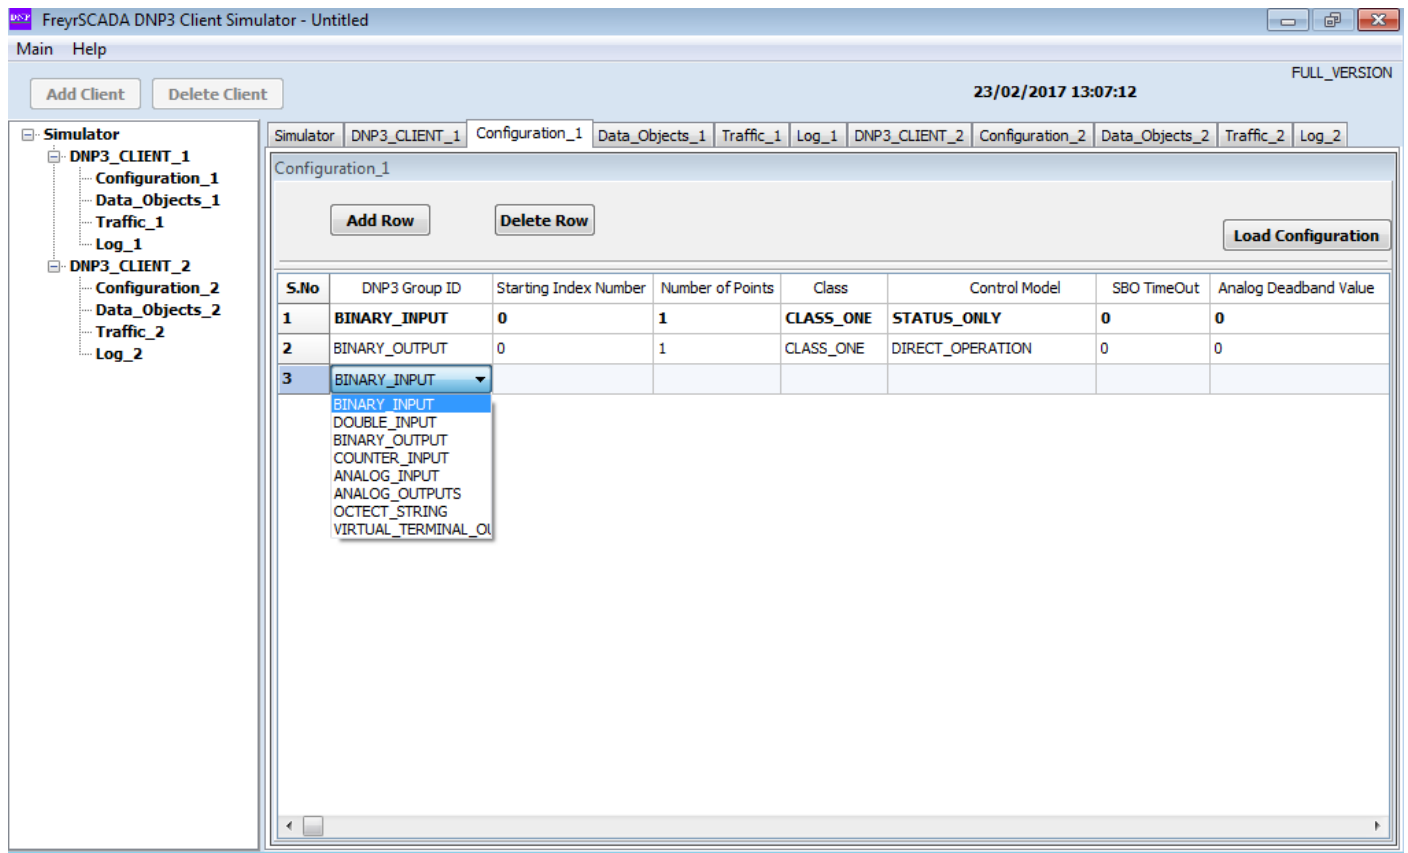 DNP FreyrSCADA DNP3 Client Simulator - Untitled
Main Help
FULL_VERSION
Add Client Delete Client 23/02/2017 13:07:12
Simulator
DNP3_CLIENT_1
Configuration_1
Data_Objects_1
Traffic_1
Log_1
DNP3_CLIENT_2
Configuration_2
Data_Objects_2
Traffic_2
Log_2
Simulator DNP3_CLIENT_1 Configuration_1 Data_Objects_1 Traffic_1 Log_1 DNP3_CLIENT_2 Configuration_2 Data_Objects_2 Traffic_2 Log_2
Configuration_1
Add Row Delete Row
Load Configuration
S.No DNP3 Group ID Starting Index Number Number of Points Class Control Model SBO TimeOut Analog Deadband Value
1 BINARY_INPUT 0 1 CLASS_ONE STATUS_ONLY 0 0
2 BINARY_OUTPUT 0 1 CLASS_ONE DIRECT_OPERATION 0 0
3 BINARY_INPUT
BINARY_INPUT
DOUBLE_INPUT
BINARY_OUTPUT
COUNTER_INPUT
ANALOG_INPUT
ANALOG_OUTPUTS
OCTECT_STRING
VIRTUAL_TERMINAL_OU